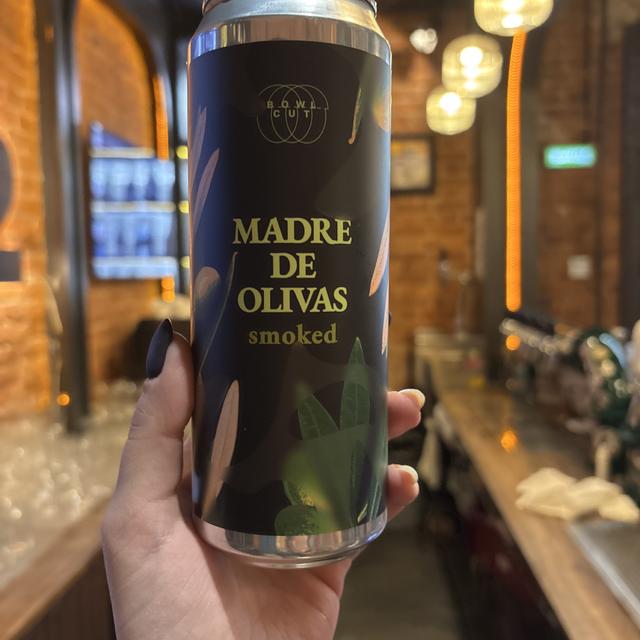 BOWL
CUT
MADRE
DE
OLIVAS
smoked